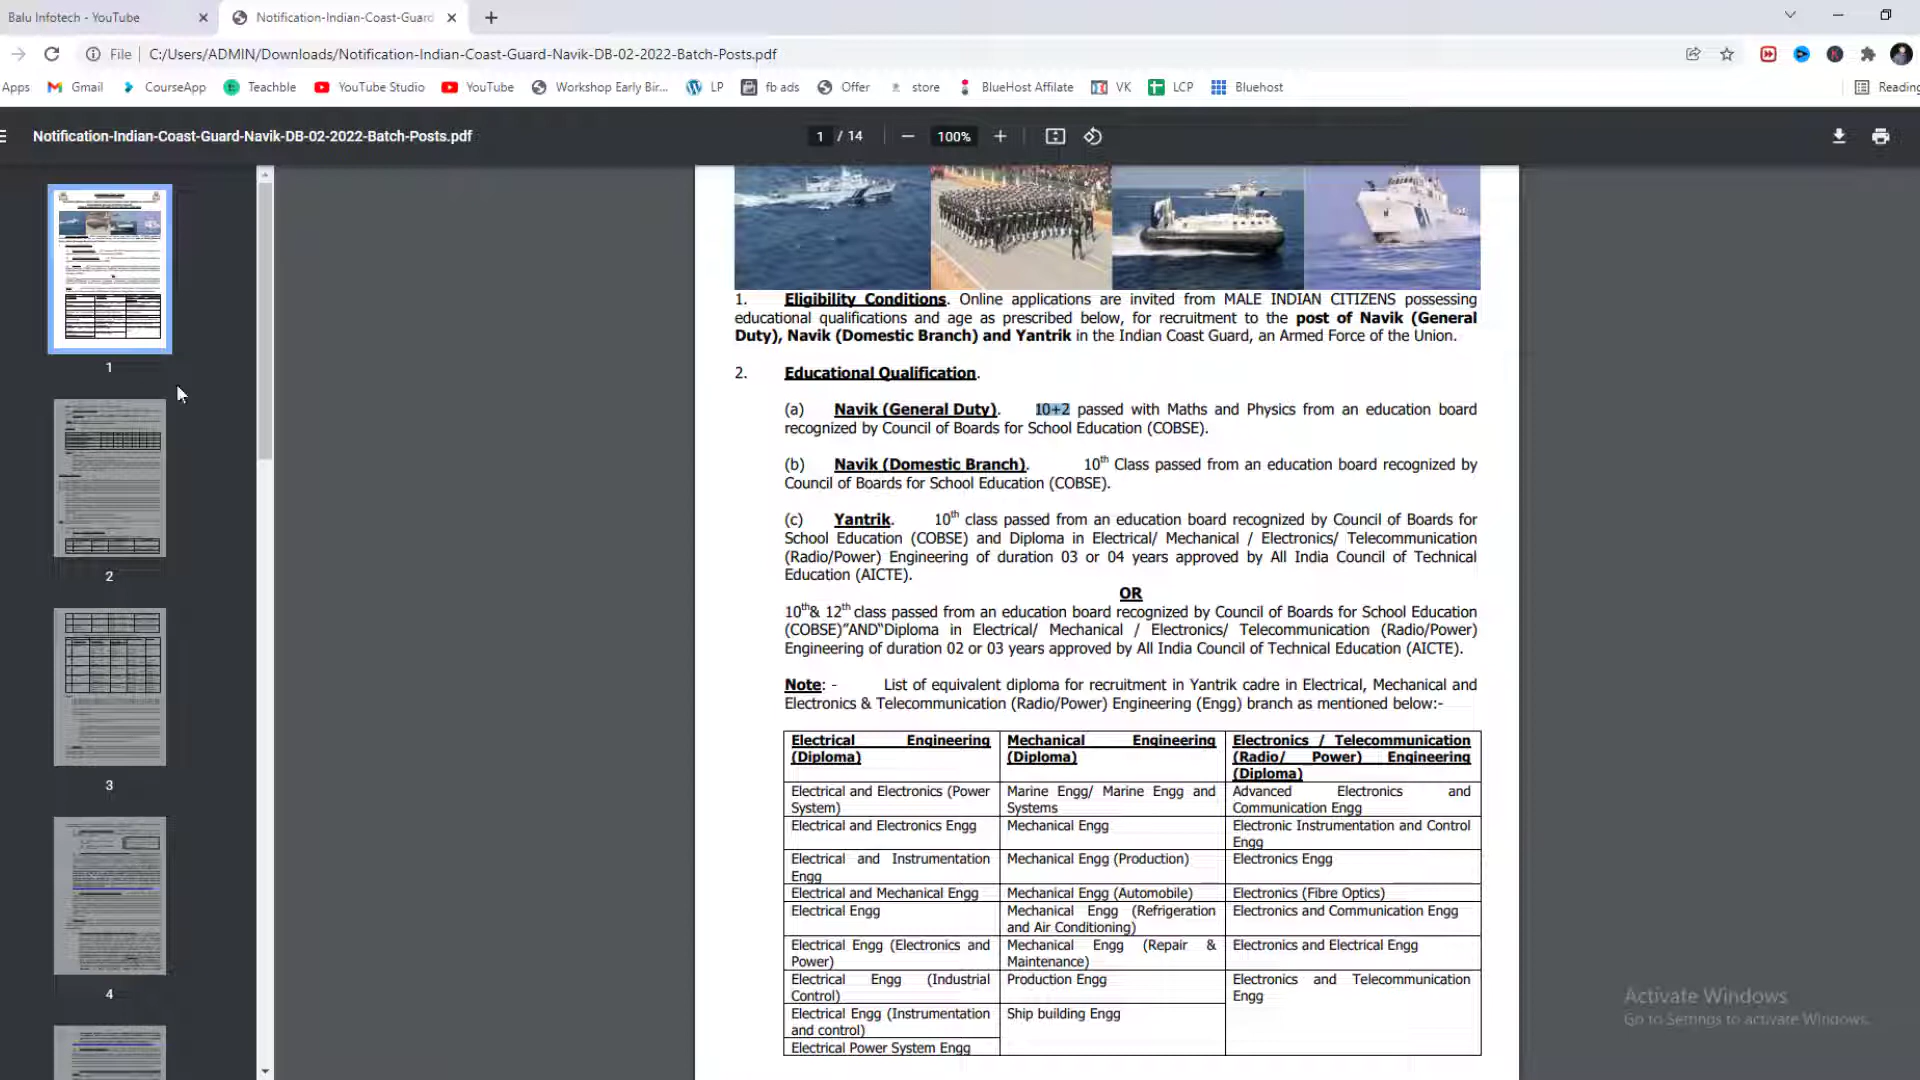 Balu Infotech - YouTube
Notification-Indian-Coast-Guard
File
C:/Users/ADMIN/Downloads/Notification-Indian-Coast-Guard-Navik-DB-02-2022-Batch-Posts.pdf
Apps Gmail CourseApp Teachble YouTube Studio YouTube Workshop Early Bir... LP fb ads Offer store BlueHost Affilate VK LCP Bluehost Reading
Notification-Indian-Coast-Guard-Navik-DB-02-2022-Batch-Posts.pdf
1 / 14
100%
1
2
3
4
1. Eligibility Conditions. Online applications are invited from MALE INDIAN CITIZENS possessing
educational qualifications and age as prescribed below, for recruitment to the post of Navik (General
Duty), Navik (Domestic Branch) and Yantrik in the Indian Coast Guard, an Armed Force of the Union.
2. Educational Qualification.
(a) Navik (General Duty). 10+2 passed with Maths and Physics from an education board
recognized by Council of Boards for School Education (COBSE).
(b) Navik (Domestic Branch). 10th Class passed from an education board recognized by
Council of Boards for School Education (COBSE).
(c) Yantrik. 10th class passed from an education board recognized by Council of Boards for
School Education (COBSE) and Diploma in Electrical/ Mechanical / Electronics/ Telecommunication
(Radio/Power) Engineering of duration 03 or 04 years approved by All India Council of Technical
Education (AICTE).
OR
10th& 12th class passed from an education board recognized by Council of Boards for School Education
(COBSE)"AND"Diploma in Electrical/ Mechanical / Electronics/ Telecommunication (Radio/Power)
Engineering of duration 02 or 03 years approved by All India Council of Technical Education (AICTE).
Note: - List of equivalent diploma for recruitment in Yantrik cadre in Electrical, Mechanical and
Electronics & Telecommunication (Radio/Power) Engineering (Engg) branch as mentioned below:-
Electrical Engineering (Diploma)
Mechanical Engineering (Diploma)
Electronics / Telecommunication (Radio/ Power) Engineering (Diploma)
Electrical and Electronics (Power System)
Marine Engg/ Marine Engg and Systems
Advanced Electronics and Communication Engg
Electrical and Electronics Engg
Mechanical Engg
Electronic Instrumentation and Control Engg
Electrical and Instrumentation Engg
Mechanical Engg (Production)
Electronics Engg
Electrical and Mechanical Engg
Mechanical Engg (Automobile)
Electronics (Fibre Optics)
Electrical Engg
Mechanical Engg (Refrigeration and Air Conditioning)
Electronics and Communication Engg
Electrical Engg (Electronics and Power)
Mechanical Engg (Repair & Maintenance)
Electronics and Electrical Engg
Electrical Engg (Industrial Control)
Production Engg
Electronics and Telecommunication Engg
Electrical Engg (Instrumentation and control)
Ship building Engg
Electrical Power System Engg
Activate Windows
Go to Settings to activate Windows.